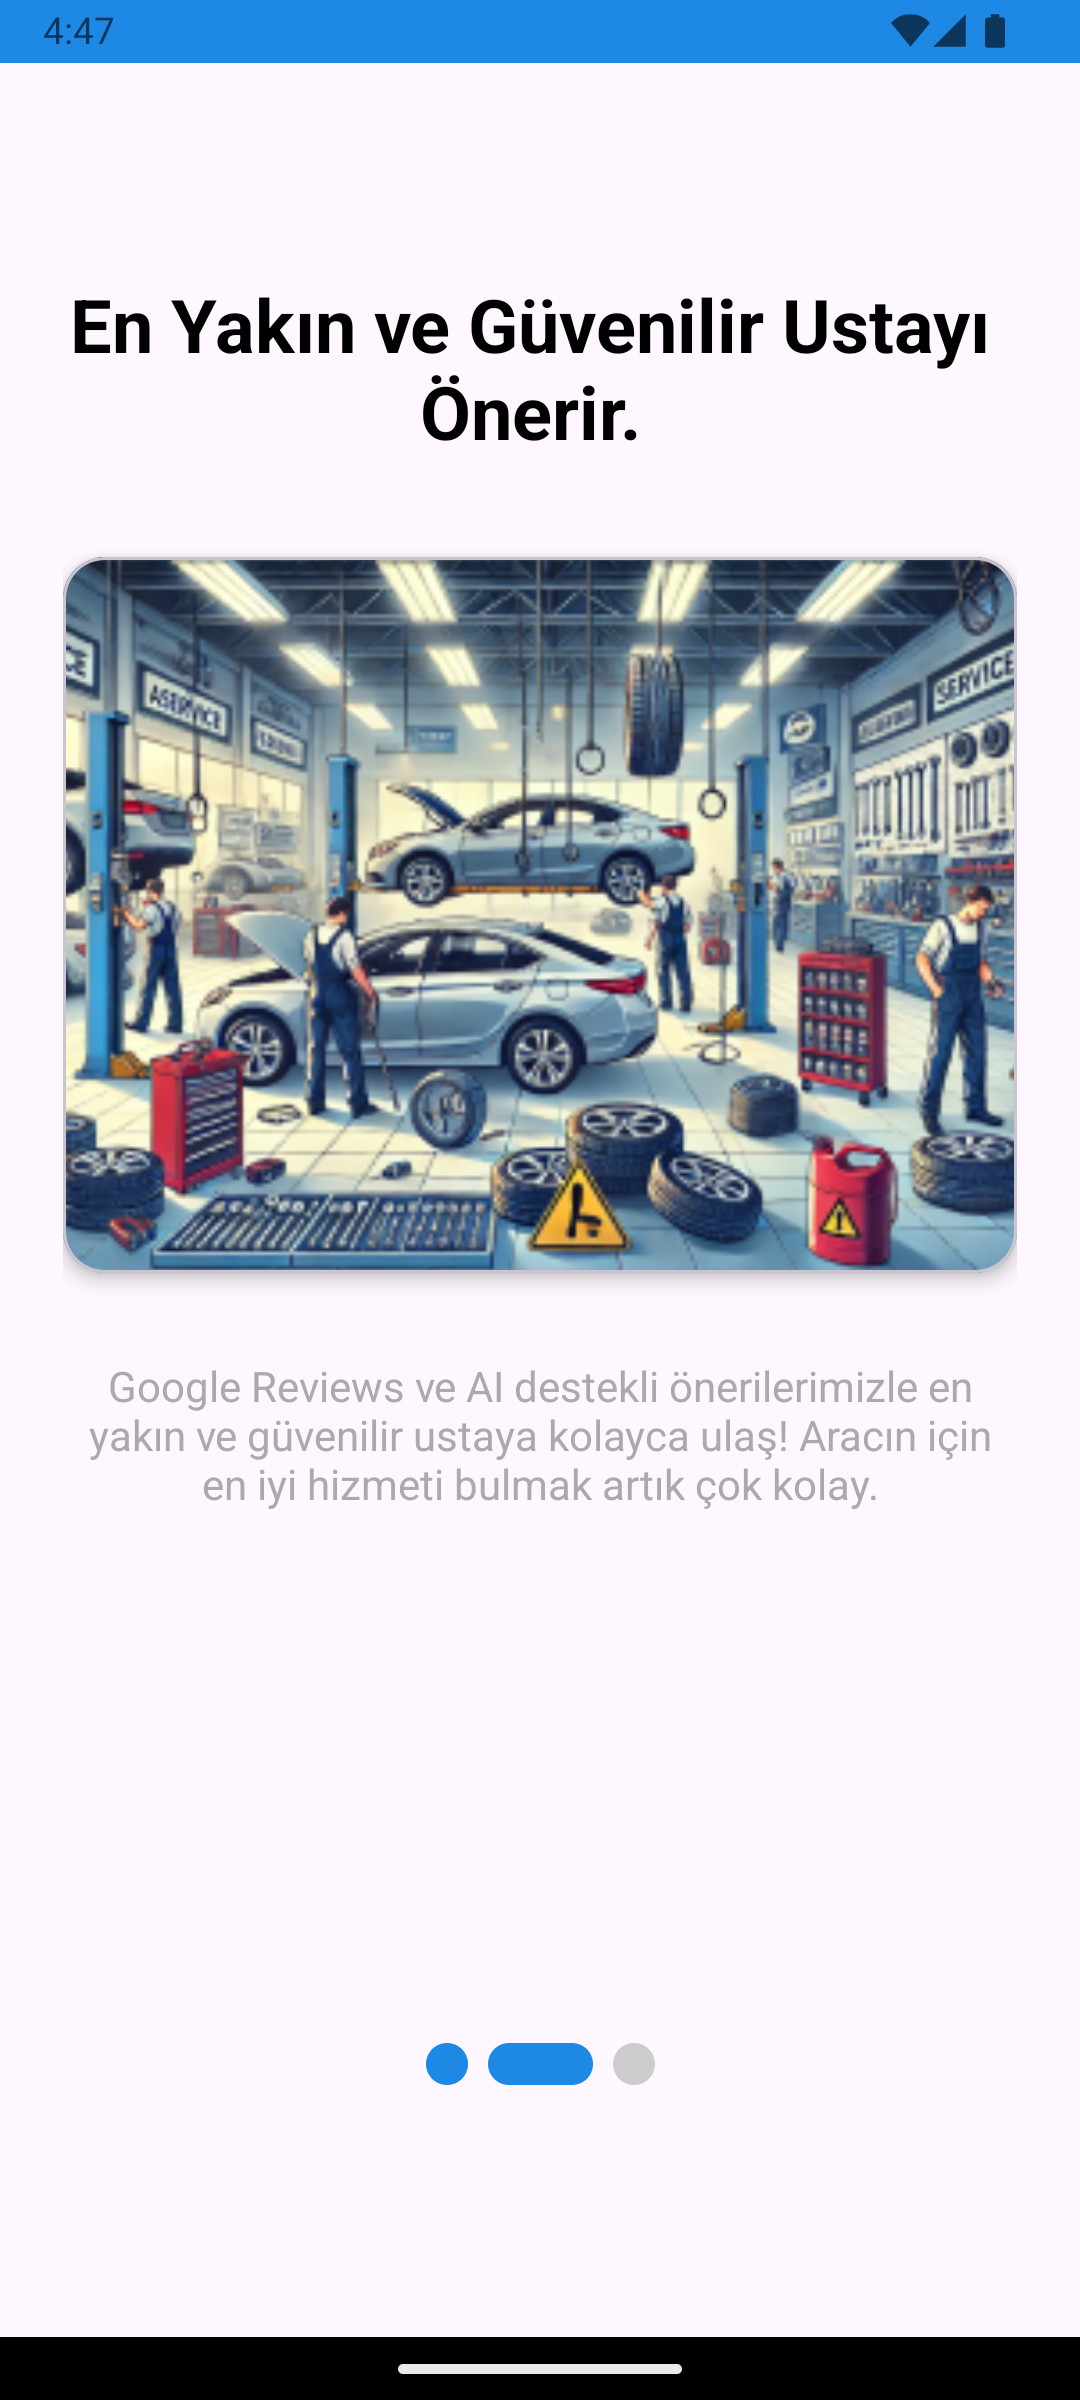 4:47
En Yakın ve Güvenilir Ustayı
Önerir.
ASERVICE
SERVICE
Google Reviews ve AI destekli önerilerimizle en
yakın ve güvenilir ustaya kolayca ulaş! Aracın için
en iyi hizmeti bulmak artık çok kolay.